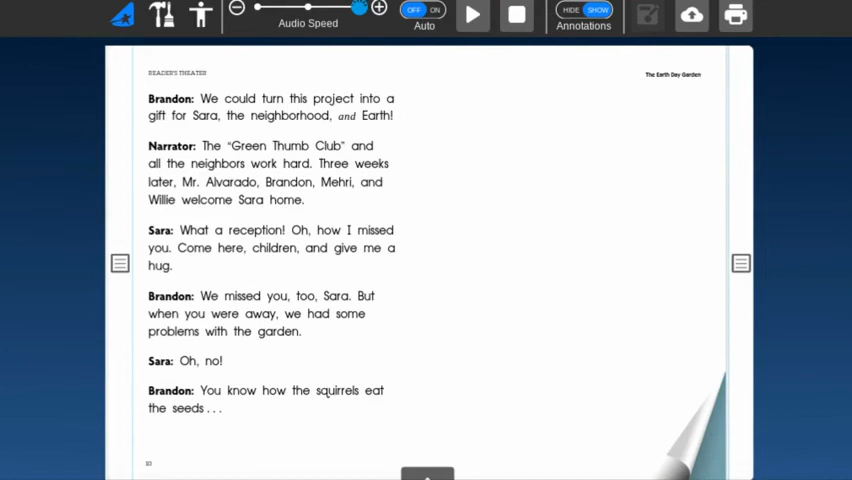 Audio Speed
OFF ON
Auto
HIDE SHOW
Annotations
READER'S THEATER
The Earth Day Garden
Brandon: We could turn this project into a
gift for Sara, the neighborhood, and Earth!
Narrator: The “Green Thumb Club” and
all the neighbors work hard. Three weeks
later, Mr. Alvarado, Brandon, Mehri, and
Willie welcome Sara home.
Sara: What a reception! Oh, how I missed
you. Come here, children, and give me a
hug.
Brandon: We missed you, too, Sara. But
when you were away, we had some
problems with the garden.
Sara: Oh, no!
Brandon: You know how the squirrels eat
the seeds . . .
10